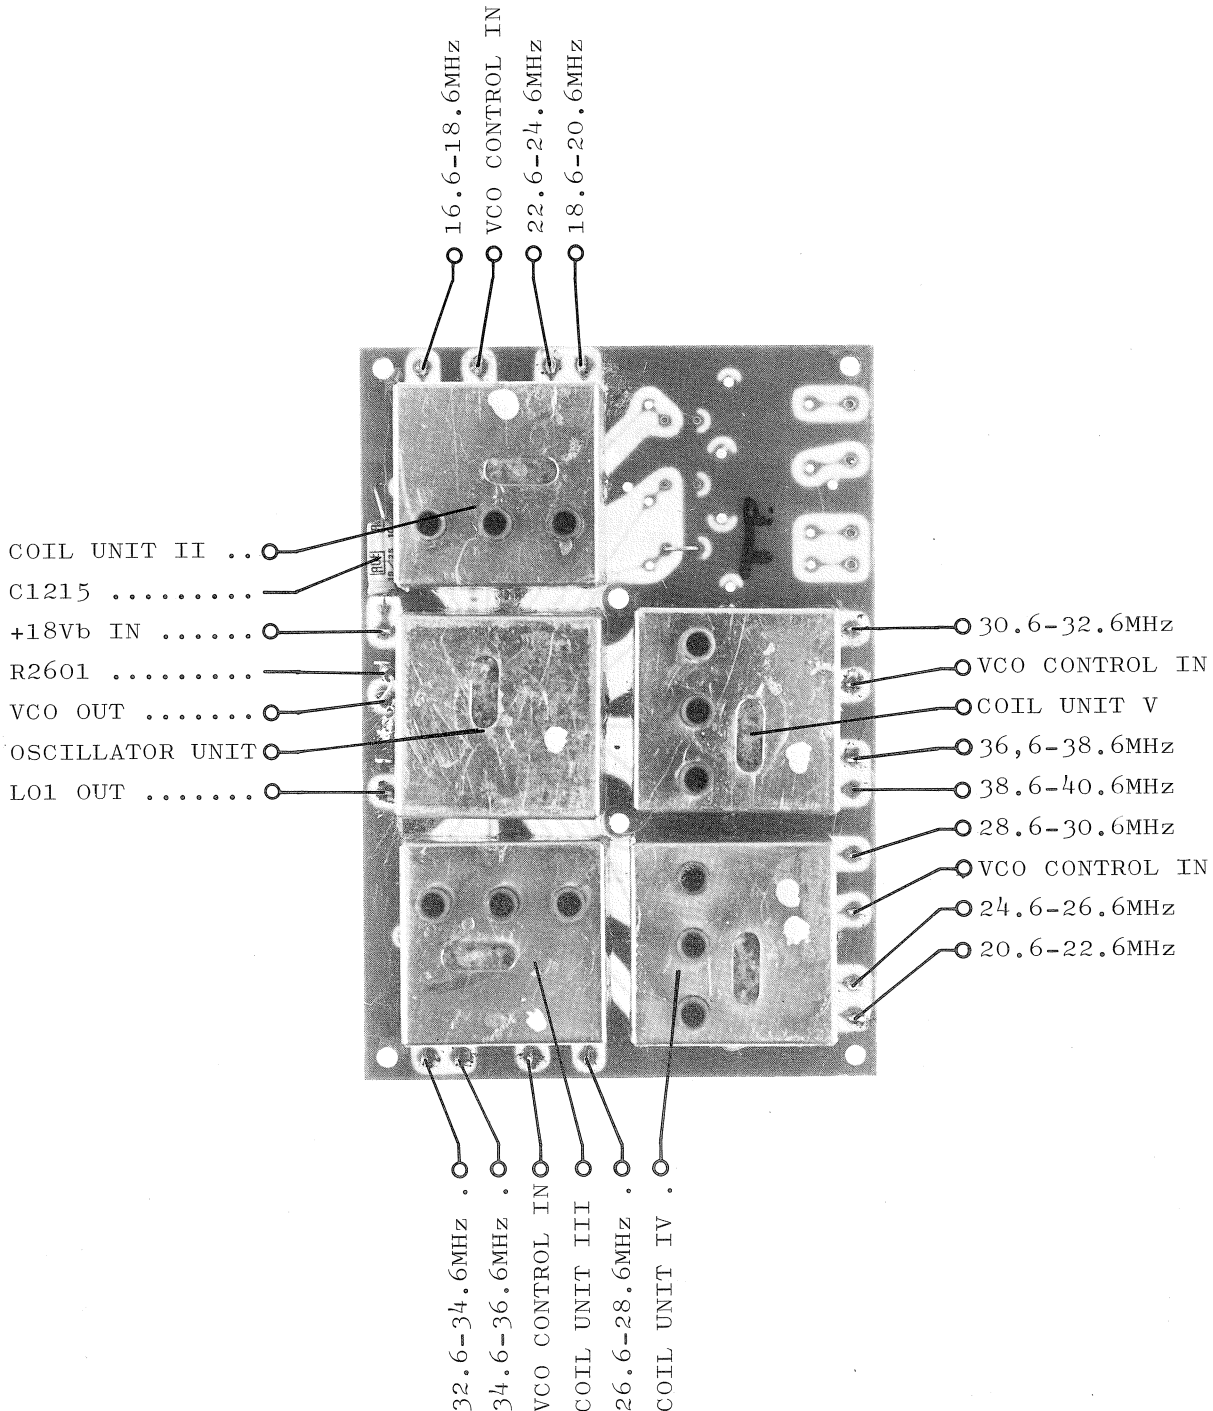 16.6-18.6MHz
VCO CONTROL IN
22.6-24.6MHz
18.6-20.6MHz
COIL UNIT II ..
C1215 .........
+18Vb IN ......
R2601 .........
VCO OUT .......
OSCILLATOR UNIT
LO1 OUT .......
30.6-32.6MHz
VCO CONTROL IN
COIL UNIT V
36,6-38.6MHz
38.6-40.6MHz
28.6-30.6MHz
VCO CONTROL IN
24.6-26.6MHz
20.6-22.6MHz
32.6-34.6MHz .
34.6-36.6MHz .
VCO CONTROL IN
COIL UNIT III
26.6-28.6MHz .
COIL UNIT IV .